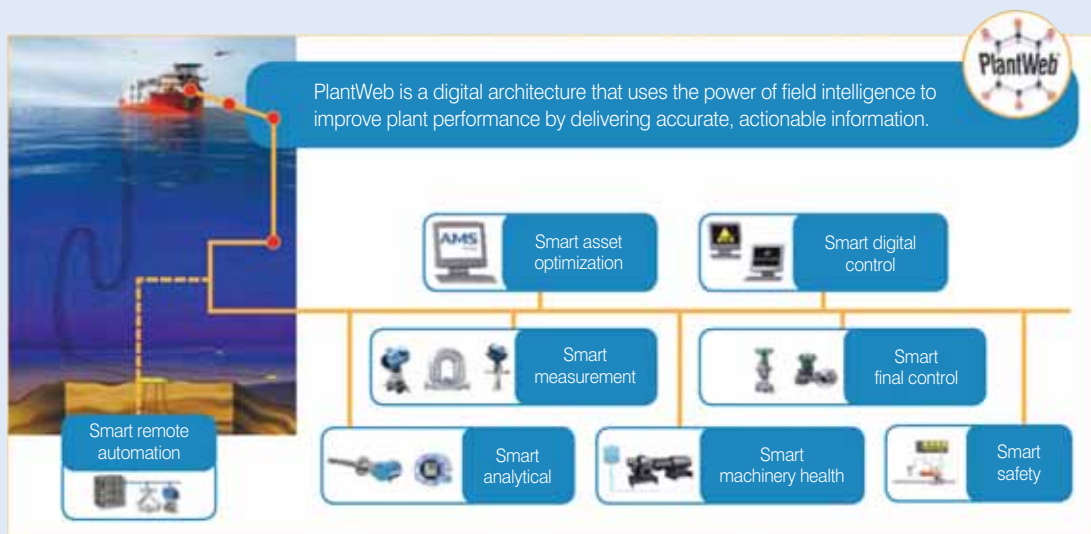 PlantWeb
PlantWeb is a digital architecture that uses the power of field intelligence to
improve plant performance by delivering accurate, actionable information.
AMS
Smart asset
optimization
Smart digital
control
Smart
measurement
Smart
final control
Smart remote
automation
Smart
analytical
Smart
machinery health
Smart
safety